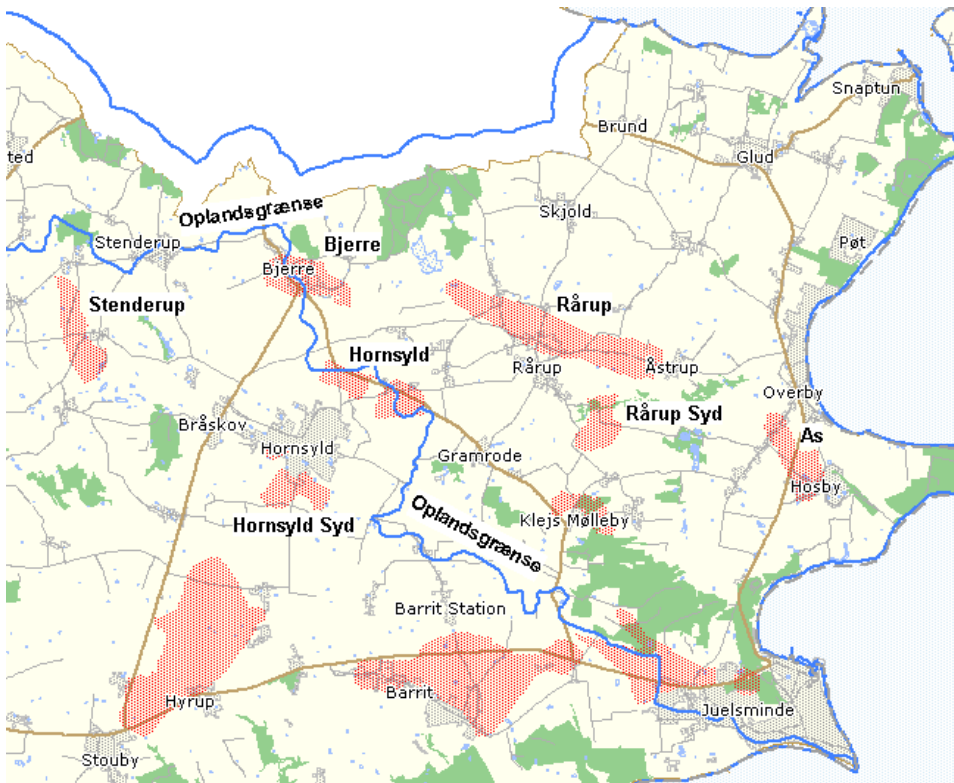 Snaptun
Brund
ted
Glud
Oplandsgrænse
Skjold
Stenderup
Bjerre
Pøt
Bjerre
Stenderup
Rårup
Hornsyld
Rårup
Åstrup
Overby
Rårup Syd
Bråskov
As
Hornsyld
Gramrode
Hosby
Hornsyld Syd
Oplandsgrænse
Klejs Mølleby
Barrit Station
Hyrup
Barrit
Juelsminde
Stouby